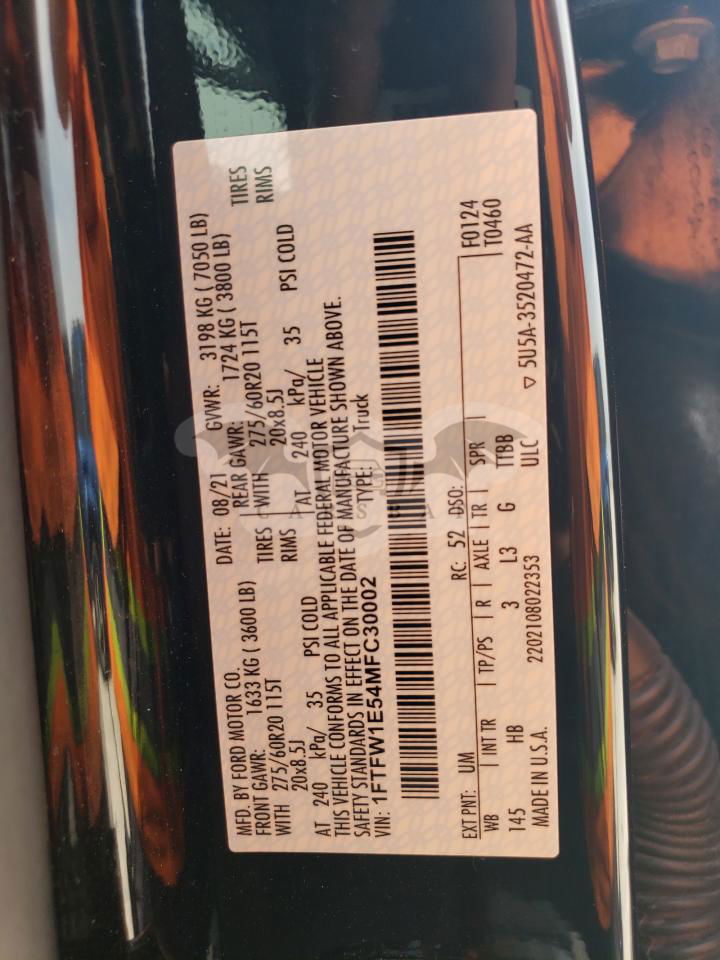 MFD. BY FORD MOTOR CO.
DATE: 08/21 GVWR: 3198 KG ( 7050 LB)
FRONT GAWR: 1633 KG ( 3600 LB)
REAR GAWR: 1724 KG ( 3800 LB)
WITH 275/60R20 115T TIRES
20x8.5J RIMS
WITH 275/60R20 115T TIRES
20x8.5J RIMS
AT 240 kPa/ 35 PSI COLD
AT 240 kPa/ 35 PSI COLD
THIS VEHICLE CONFORMS TO ALL APPLICABLE FEDERAL MOTOR VEHICLE
SAFETY STANDARDS IN EFFECT ON THE DATE OF MANUFACTURE SHOWN ABOVE.
VIN: 1FTFW1E54MFC30002 TYPE: Truck
EXT PNT: UM RC: 52 DSO: F0124
WB | INT TR | TP/PS | R | AXLE | TR | SPR | T0460
145 HB 3 L3 G TTBB
MADE IN U.S.A. 2202108022353 ULC ▽ 5U5A-3520472-AA